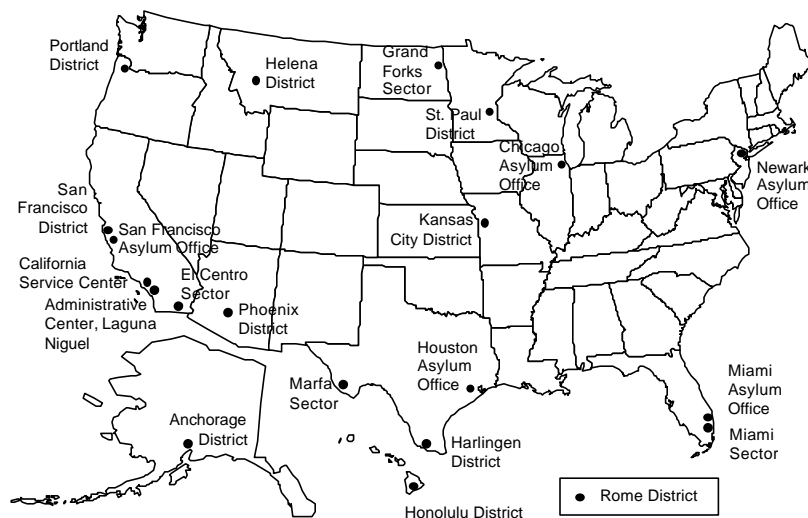 Portland
District
Helena
District
Grand
Forks
Sector
St. Paul
District
Chicago
Asylum
Office
Newark
Asylum
Office
San
Francisco
District
San Francisco
Asylum Office
Kansas
City District
California
Service Center
El Centro
Sector
Administrative
Center, Laguna
Niguel
Phoenix
District
Marfa
Sector
Houston
Asylum
Office
Miami
Asylum
Office
Miami
Sector
Anchorage
District
Harlingen
District
Honolulu District
Rome District